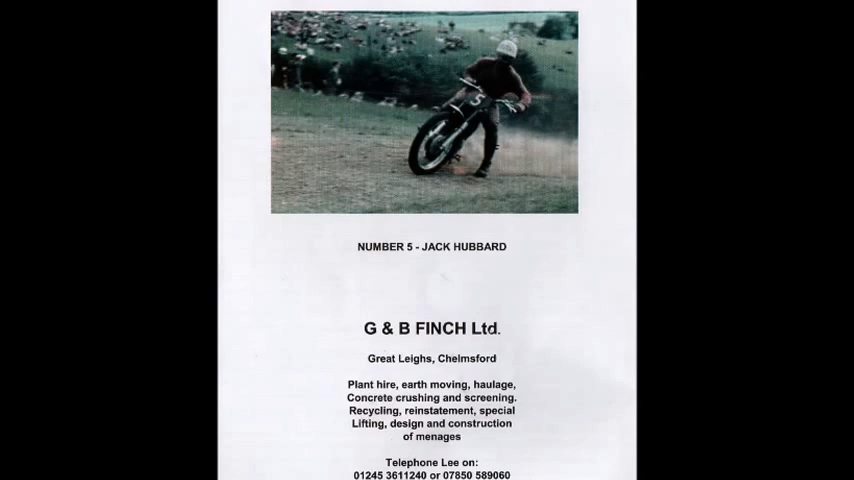 5
NUMBER 5 - JACK HUBBARD
G & B FINCH Ltd.
Great Leighs, Chelmsford
Plant hire, earth moving, haulage,
Concrete crushing and screening.
Recycling, reinstatement, special
Lifting, design and construction
of menages
Telephone Lee on:
01245 3611240 or 07850 589060